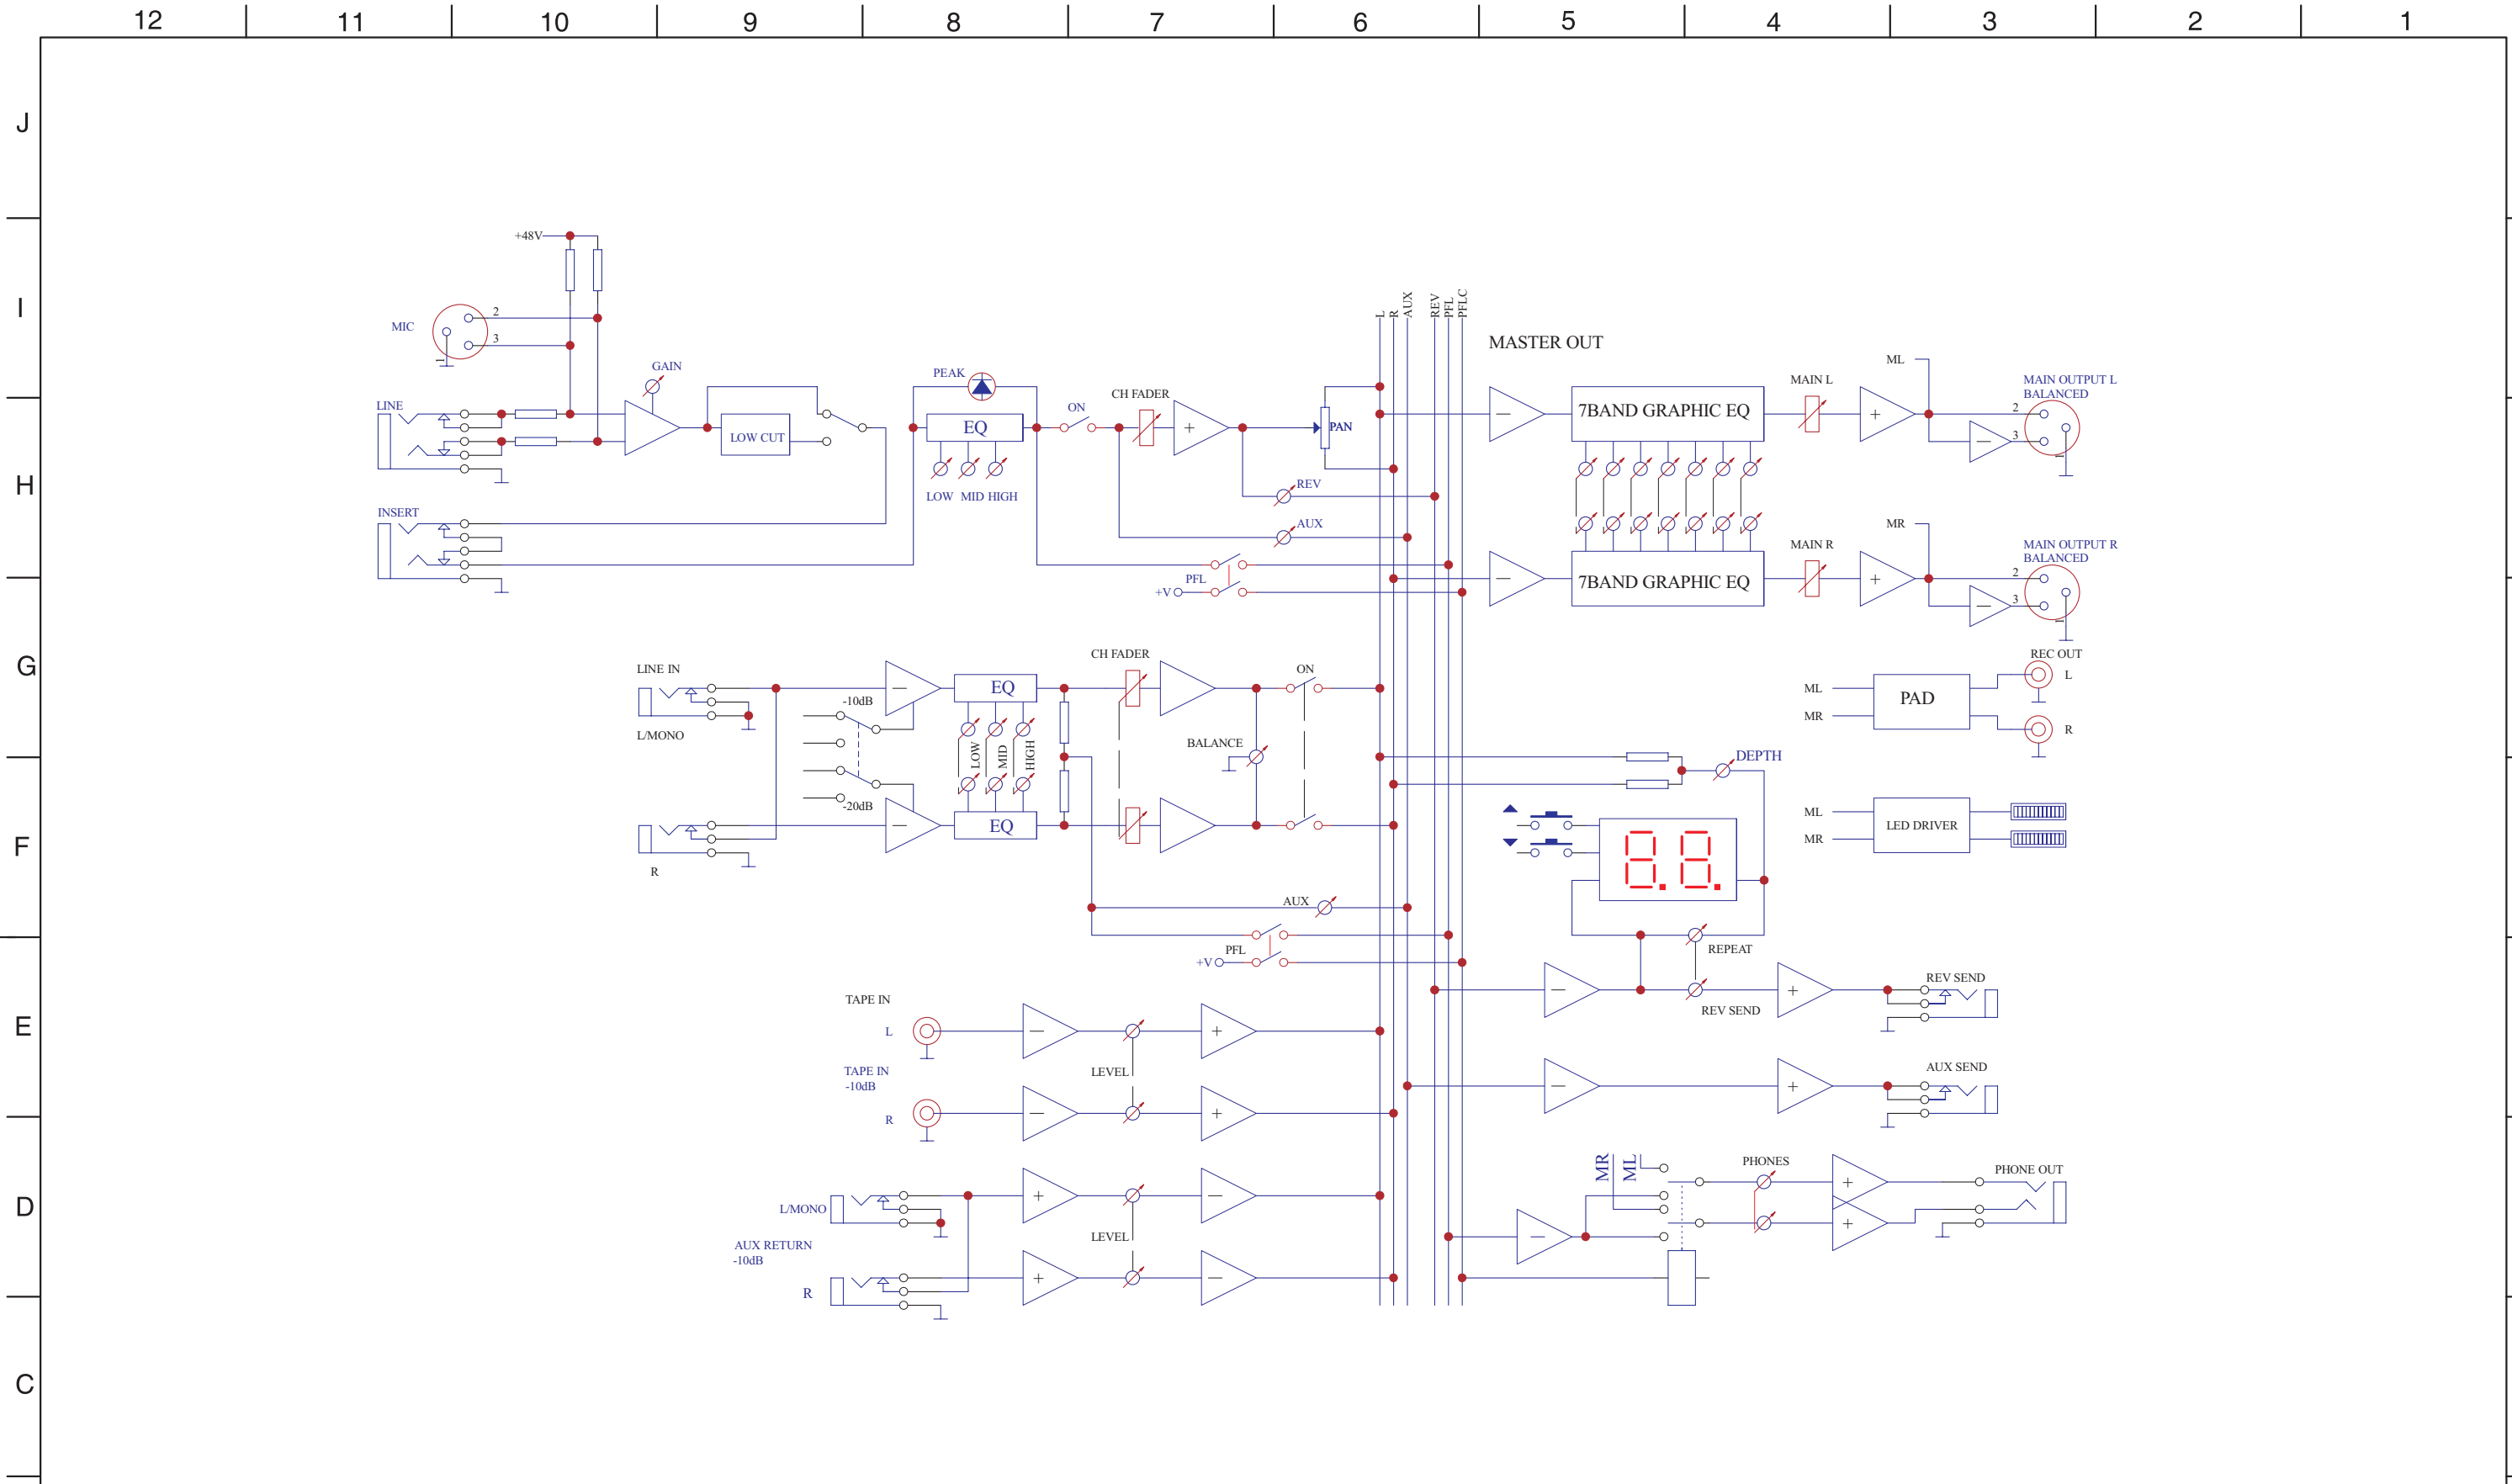 12 11 10 9 8 7 6 5 4 3 2 1
J
I
H
G
F
E
D
C
+48V
MIC
2
3
1
GAIN
LINE
LOW CUT
INSERT
PEAK
EQ
LOW MID HIGH
ON
CH FADER
+
PAN
REV
AUX
PFL
+V
L
R
AUX
REV
PFL
PFLC
MASTER OUT
−
7BAND GRAPHIC EQ
MAIN L
+
ML
MAIN OUTPUT L
BALANCED
2
−
3
1
−
7BAND GRAPHIC EQ
MAIN R
+
MR
MAIN OUTPUT R
BALANCED
2
−
3
1
LINE IN
L/MONO
R
-10dB
-20dB
−
EQ
LOW
MID
HIGH
−
EQ
CH FADER
BALANCE
ON
AUX
PFL
+V
REC OUT
ML
MR
PAD
L
R
DEPTH
ML
MR
LED DRIVER
8.8.
REPEAT
−
REV SEND
+
REV SEND
TAPE IN
L
−
+
TAPE IN
-10dB
LEVEL
R
−
+
−
+
AUX SEND
L/MONO
+
−
AUX RETURN
-10dB
LEVEL
R
+
−
MR
ML
−
PHONES
+
+
PHONE OUT